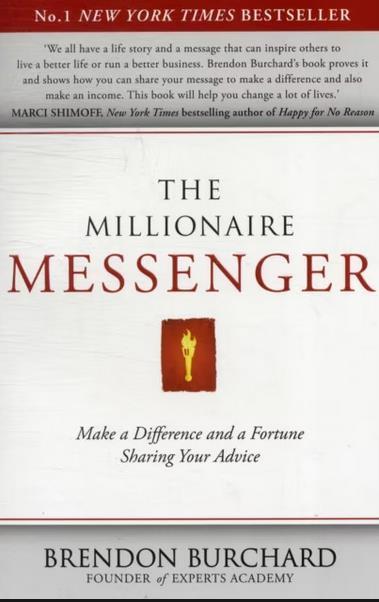 No.1 NEW YORK TIMES BESTSELLER
'We all have a life story and a message that can inspire others to
live a better life or run a better business. Brendon Burchard's book proves it
and shows how you can share your message to make a difference and also
make an income. This book will help you change a lot of lives.'
MARCI SHIMOFF, New York Times bestselling author of Happy for No Reason
THE
MILLIONAIRE
MESSENGER
Make a Difference and a Fortune
Sharing Your Advice
BRENDON BURCHARD
FOUNDER of EXPERTS ACADEMY